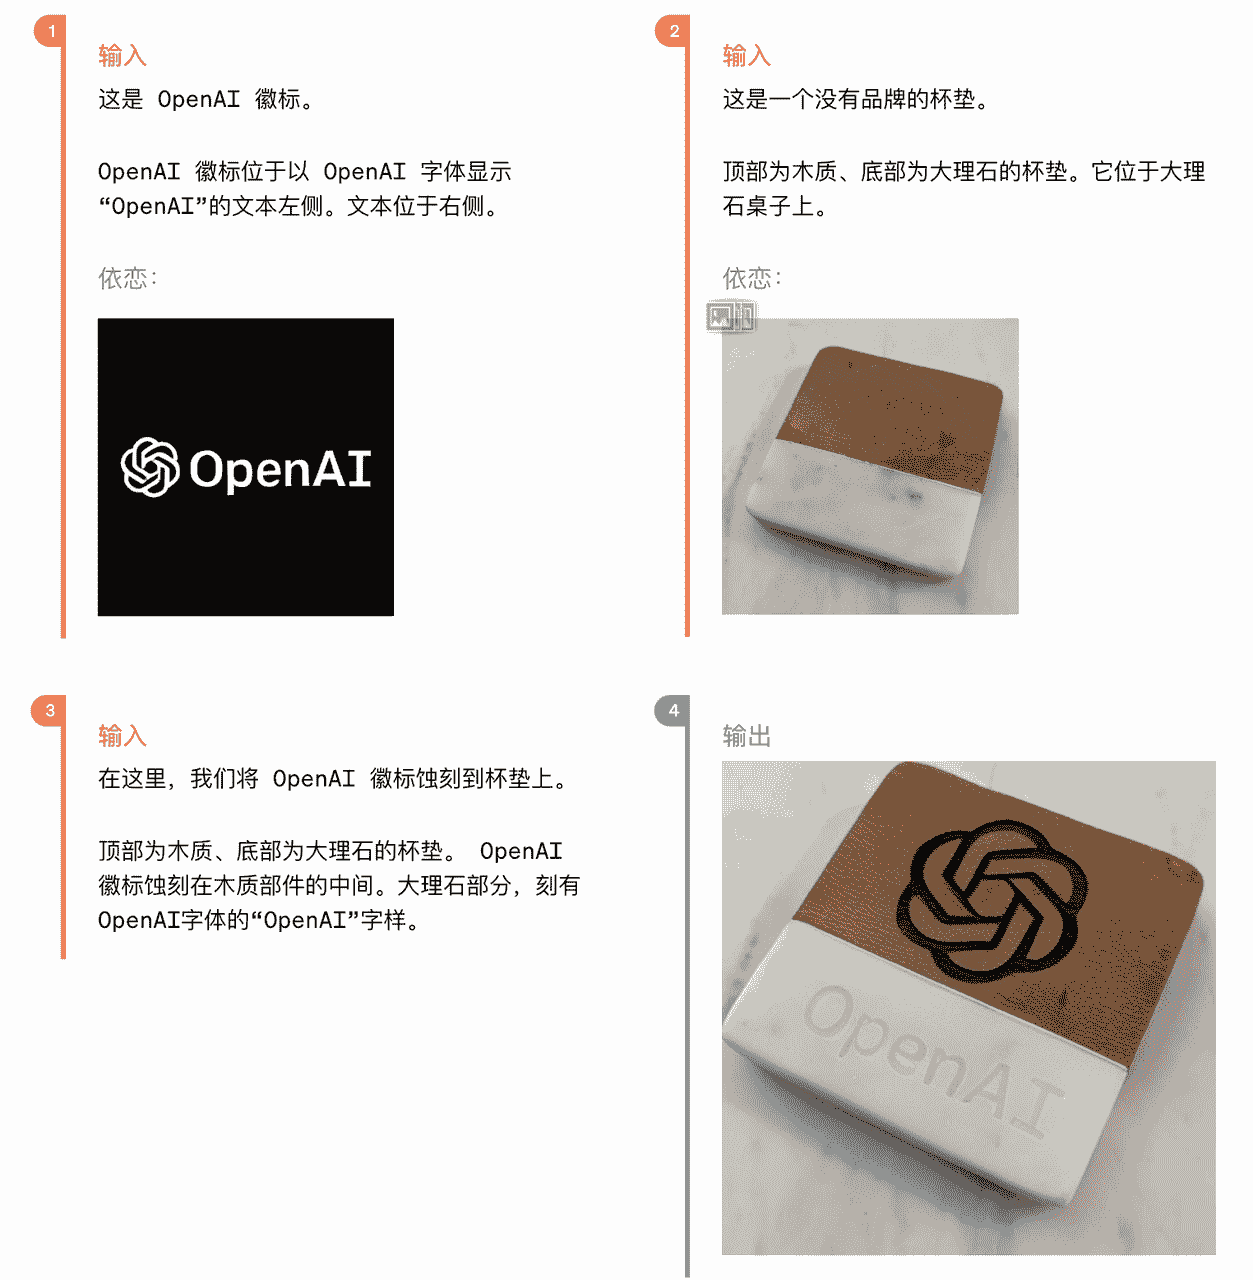 1
输入
这是 OpenAI 徽标。
OpenAI 徽标位于以 OpenAI 字体显示
“OpenAI”的文本左侧。文本位于右侧。
依恋：
OpenAI
2
输入
这是一个没有品牌的杯垫。
顶部为木质、底部为大理石的杯垫。它位于大理
石桌子上。
依恋：
3
输入
在这里，我们将 OpenAI 徽标蚀刻到杯垫上。
顶部为木质、底部为大理石的杯垫。 OpenAI
徽标蚀刻在木质部件的中间。大理石部分，刻有
OpenAI字体的“OpenAI”字样。
4
输出
OpenAI